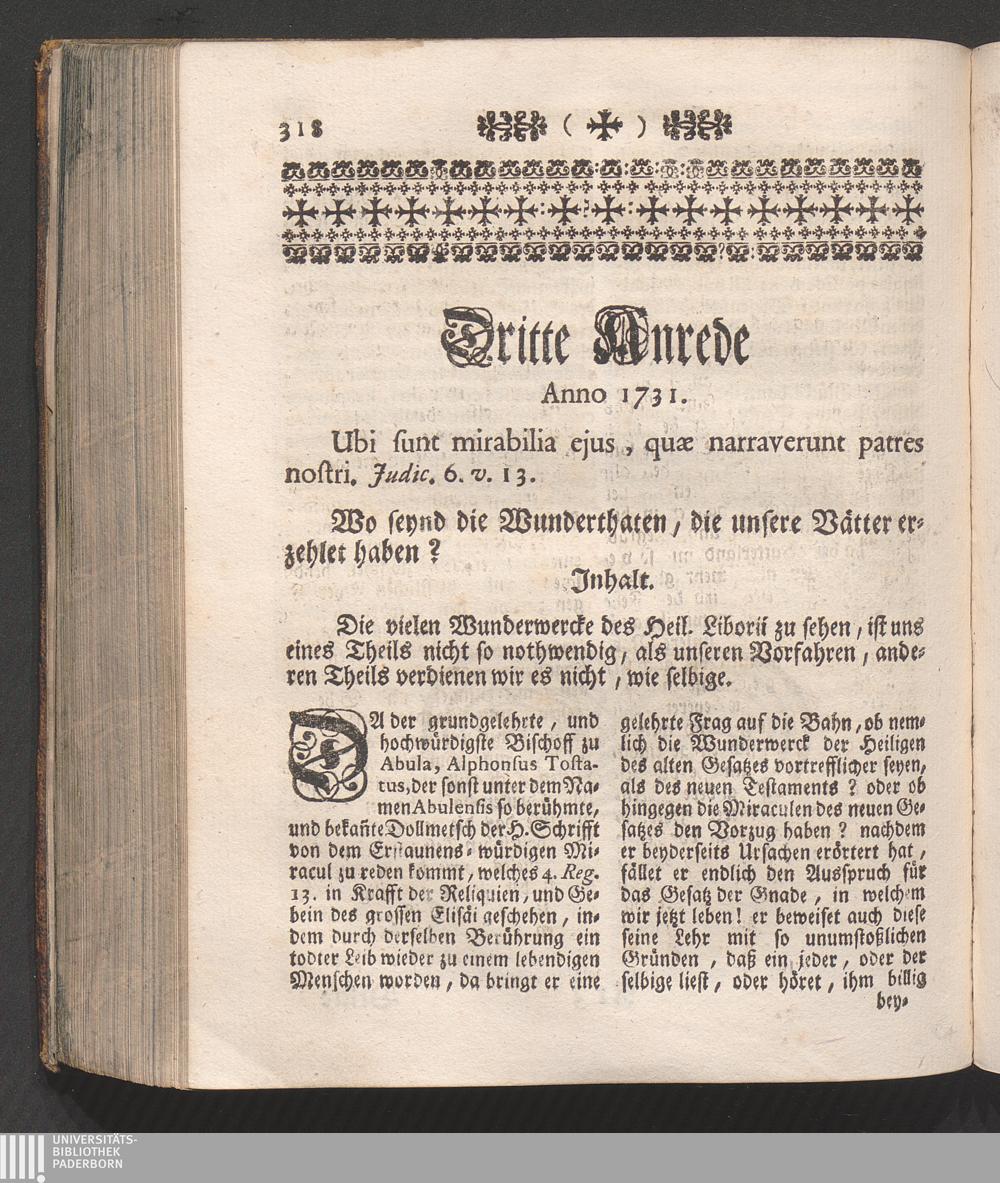 318 ( )
Dritte Anrede
Anno 1731.
Ubi ſunt mirabilia ejus, quæ narraverunt patres
noſtri. Judic. 6. v. 13.
Wo ſeynd die Wunderthaten, die unſere Vätter er-
zehlet haben?
Inhalt.
Die vielen Wunderwercke des Heil. Liborii zu ſehen, iſt uns
eines Theils nicht ſo nothwendig, als unſeren Vorfahren, ande-
ren Theils verdienen wir es nicht, wie ſelbige.
DA der grundgelehrte, und
hochwürdigſte Biſchoff zu
Abula, Alphonſus Toſta-
tus, der ſonſt unter dem Na-
men Abulenſis ſo berühmte,
und bekañte Dollmetſch der H. Schrifft
von dem Erſtaunens-würdigen Mi-
racul zu reden kommt, welches 4. Reg.
13. in Krafft der Reliquien, und Ge-
bein des groſſen Eliſäi geſchehen, in-
dem durch derſelben Berührung ein
todter Leib wieder zu einem lebendigen
Menſchen worden, da bringt er eine
gelehrte Frag auf die Bahn, ob nem-
lich die Wunderwerck der Heiligen
des alten Geſatzes vortrefflicher ſeyen,
als des neuen Teſtaments? oder ob
hingegen die Miraculen des neuen Ge-
ſatzes den Vorzug haben? nachdem
er beyderſeits Urſachen erörtert hat,
fället er endlich den Ausſpruch für
das Geſatz der Gnade, in welchem
wir jetzt leben! er beweiſet auch dieſe
ſeine Lehr mit ſo unumſtoßlichen
Gründen, daß ein jeder, oder der
ſelbige lieſt, oder höret, ihm billig
bey-
UNIVERSITÄTS-
BIBLIOTHEK
PADERBORN